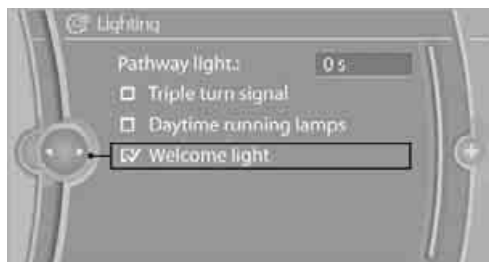 Lighting
Pathway light.: 0 s
Triple turn signal
Daytime running lamps
Welcome light